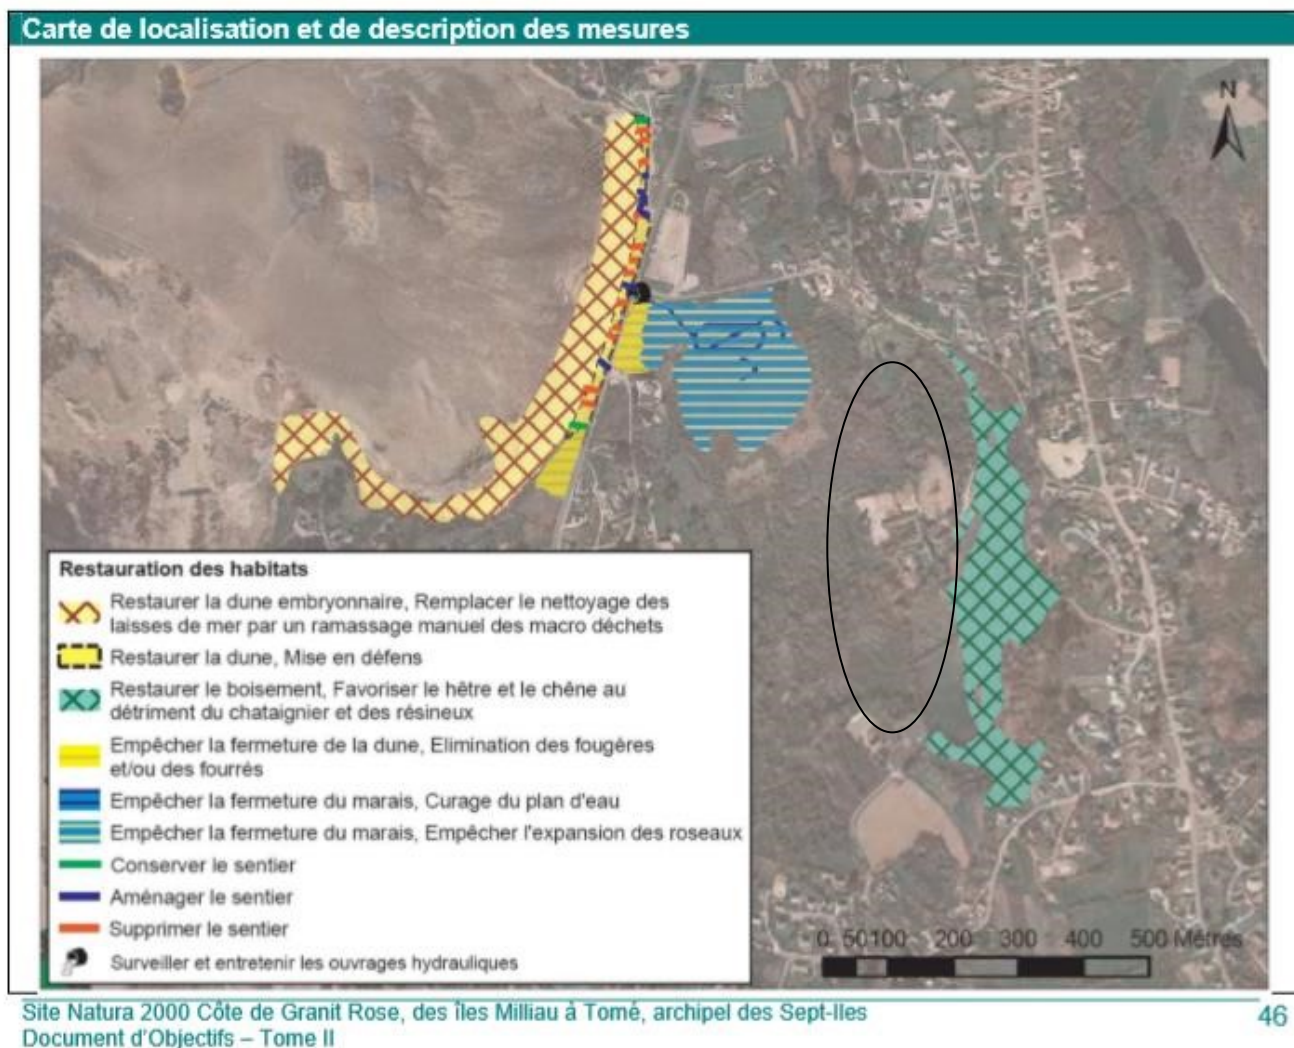 Carte de localisation et de description des mesures
N
Restauration des habitats
Restaurer la dune embryonnaire, Remplacer le nettoyage des
laisses de mer par un ramassage manuel des macro déchets
Restaurer la dune, Mise en défens
Restaurer le boisement, Favoriser le hêtre et le chêne au
détriment du chataignier et des résineux
Empêcher la fermeture de la dune, Elimination des fougères
et/ou des fourrés
Empêcher la fermeture du marais, Curage du plan d'eau
Empêcher la fermeture du marais, Empêcher l'expansion des roseaux
Conserver le sentier
Aménager le sentier
Supprimer le sentier
Surveiller et entretenir les ouvrages hydrauliques
0 50100 200 300 400 500 Mètres
Site Natura 2000 Côte de Granit Rose, des îles Milliau à Tomé, archipel des Sept-Iles
46
Document d'Objectifs – Tome II